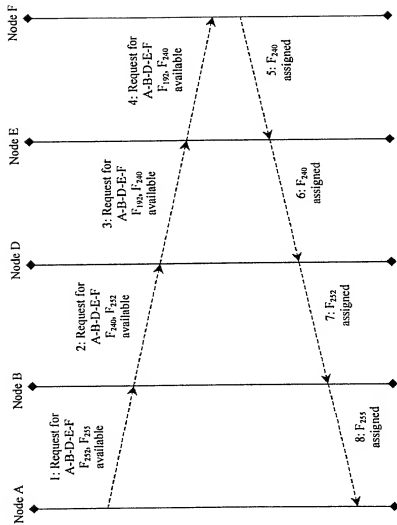 Node A
Node B
Node D
Node E
Node F
1: Request for
A-B-D-E-F
F252, F255
available
2: Request for
A-B-D-E-F
F240, F252
available
3: Request for
A-B-D-E-F
F192, F240
available
4: Request for
A-B-D-E-F
F192, F240
available
5: F240
assigned
6: F240
assigned
7: F252
assigned
8: F255
assigned